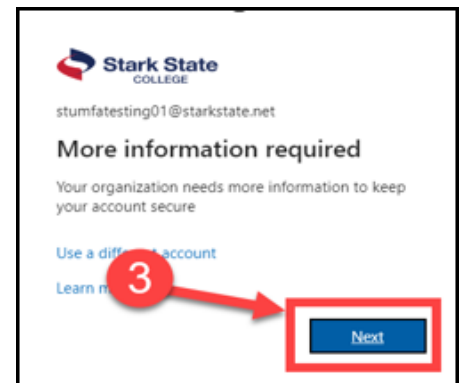 Stark State
COLLEGE
stumfatesting01@starkstate.net
More information required
Your organization needs more information to keep
your account secure
Use a account
Learn
3
Next